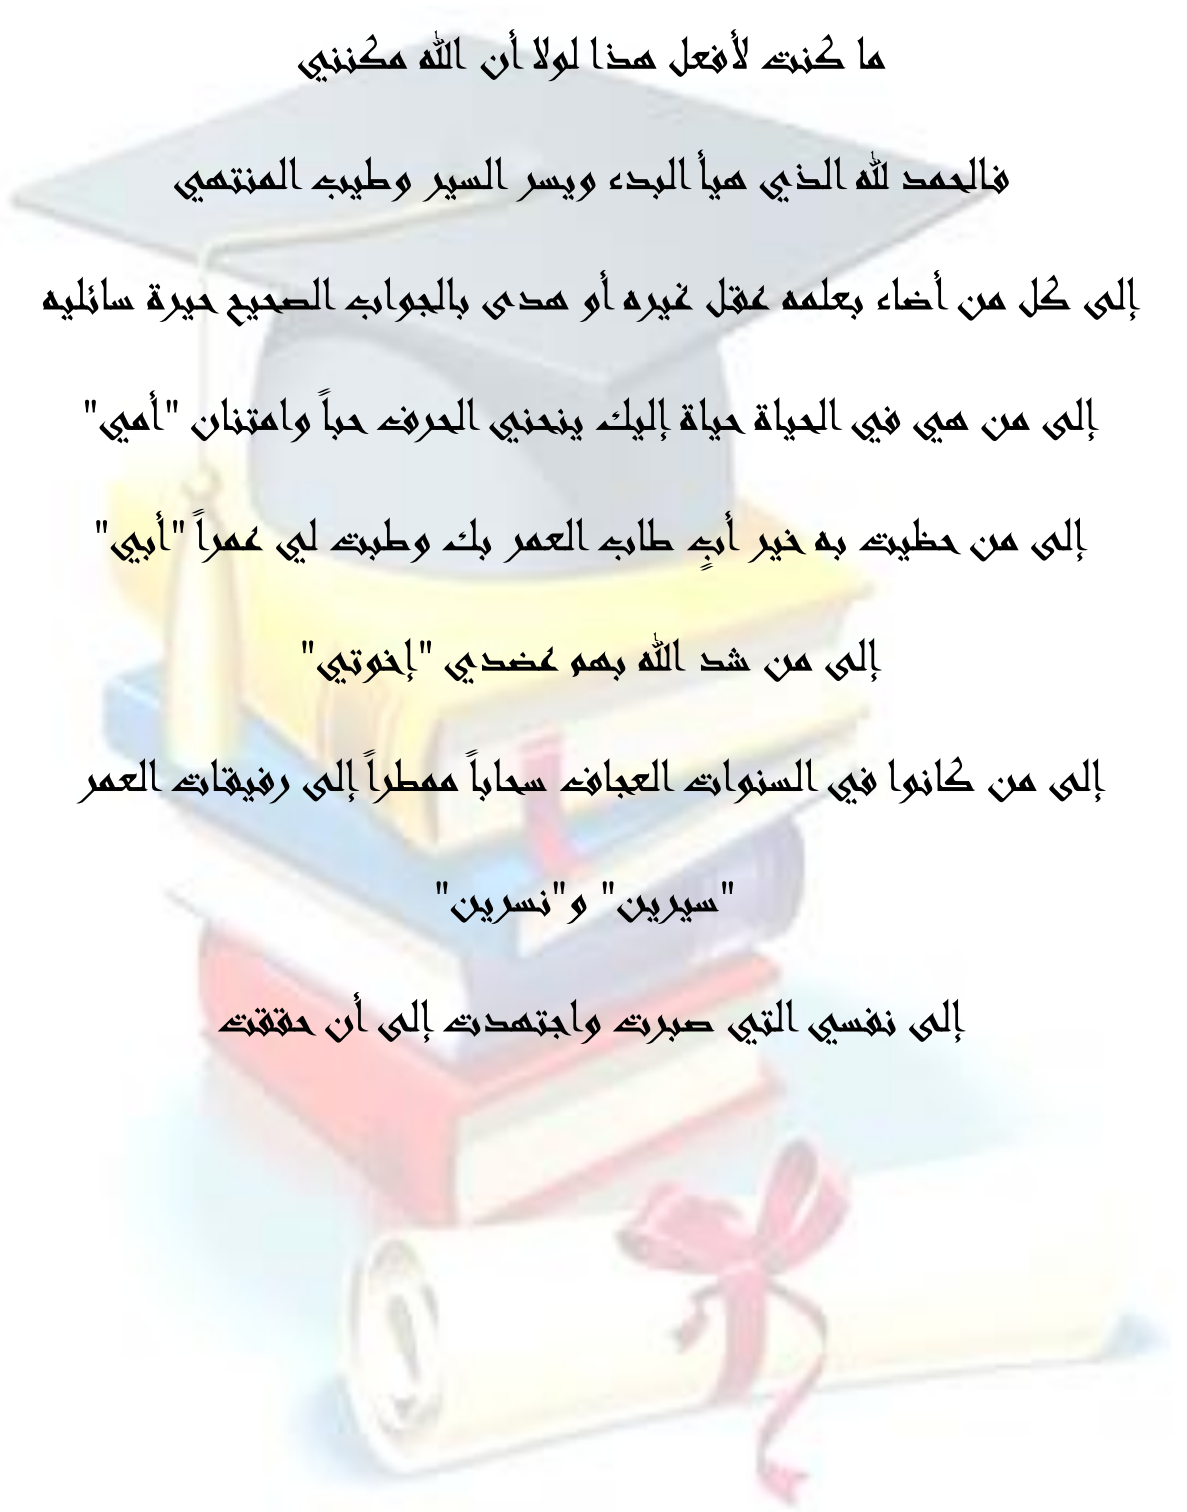 ما كنت لأفعل هذا لولا أن الله مكنني
فالحمد لله الذي هيأ البدء ويسر السير وطيب المنتهي
إلى كل من أضاء بعلمه عقل غيره أو هدى بالجواب الصحيح حيرة سائليه
إلى من هي في الحياة حياة إليك ينحني الحرف حباً وامتنان "أمي"
إلى من حظيت به خير أبٍ طاب العمر بك وطبت لي عمراً "أبي"
إلى من شد الله بهم عضدي "إخوتي"
إلى من كانوا في السنوات العجاف سحاباً ممطراً إلى رفيقات العمر
"سيرين" و"نسرين"
إلى نفسي التي صبرت واجتهدت إلى أن حققت